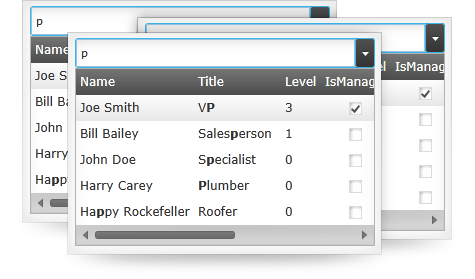 p
Name
Joe S
Bill Ba
John
Harry
Happ
p
Name Title Level IsManag
Joe Smith VP 3
Bill Bailey Salesperson 1
John Doe Specialist 0
Harry Carey Plumber 0
Happy Rockefeller Roofer 0
el IsManag